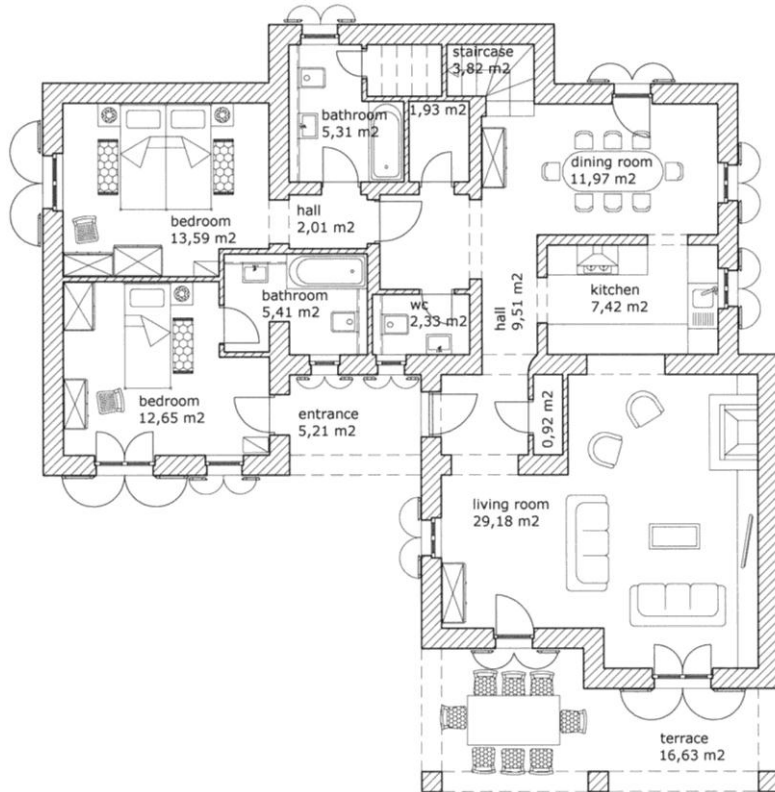 staircase
3,82 m2
bathroom
5,31 m2
1,93 m2
dining room
11,97 m2
bedroom
13,59 m2
hall
2,01 m2
bathroom
5,41 m2
wc
2,33 m2
hall
9,51 m2
kitchen
7,42 m2
bedroom
12,65 m2
entrance
5,21 m2
0,92 m2
living room
29,18 m2
terrace
16,63 m2